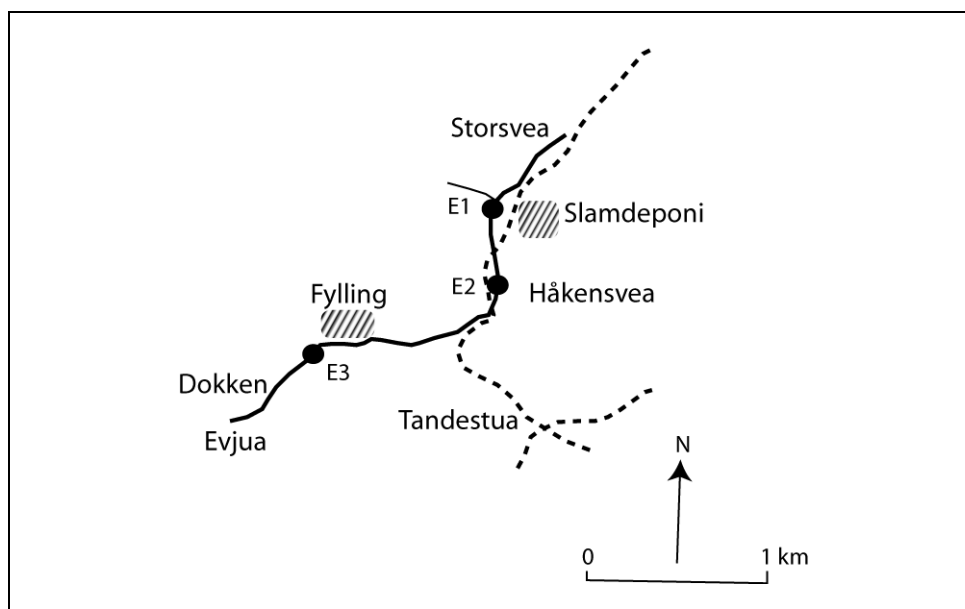 Storsvea
E1
Slamdeponi
E2
Håkensvea
Fylling
E3
Dokken
Tandestua
Evjua
N
0
1 km